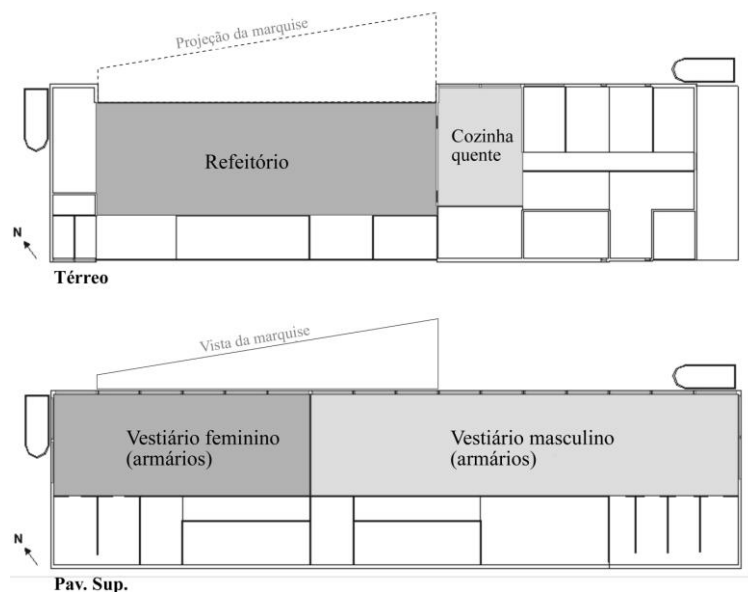 Projeção da marquise
Refeitório
Cozinha
quente
N
Térreo
Vista da marquise
Vestiário feminino
(armários)
Vestiário masculino
(armários)
N
Pav. Sup.